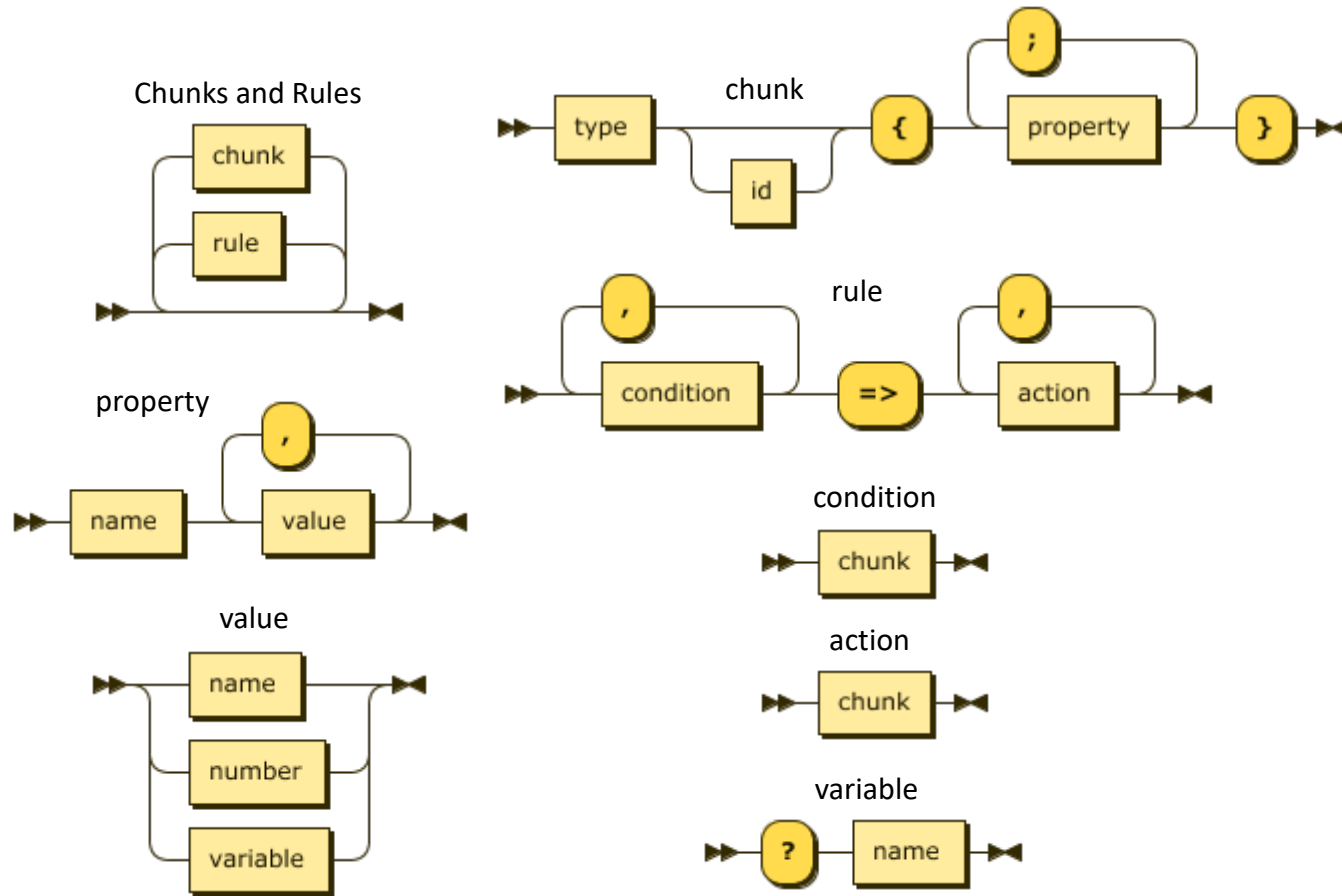 Chunks and Rules
chunk
rule
property
,
name
value
value
name
number
variable
chunk
;
type
{
property
}
id
rule
,
,
condition
=>
action
condition
chunk
action
chunk
variable
?
name